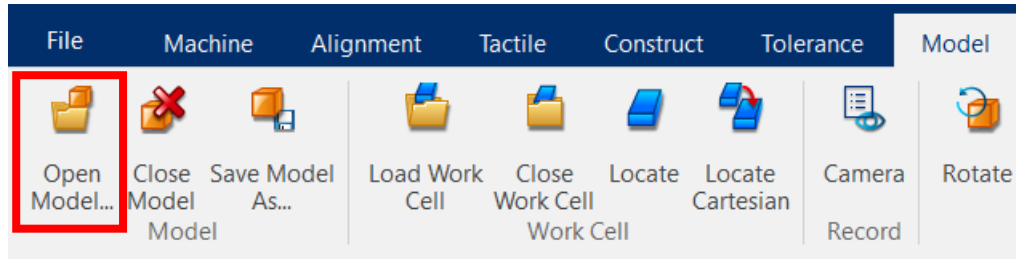 File Machine Alignment Tactile Construct Tolerance Model
Open Close Save Model Load Work Close Locate Locate Camera Rotate
Model... Model As... Cell Work Cell Cartesian
Model Work Cell Record